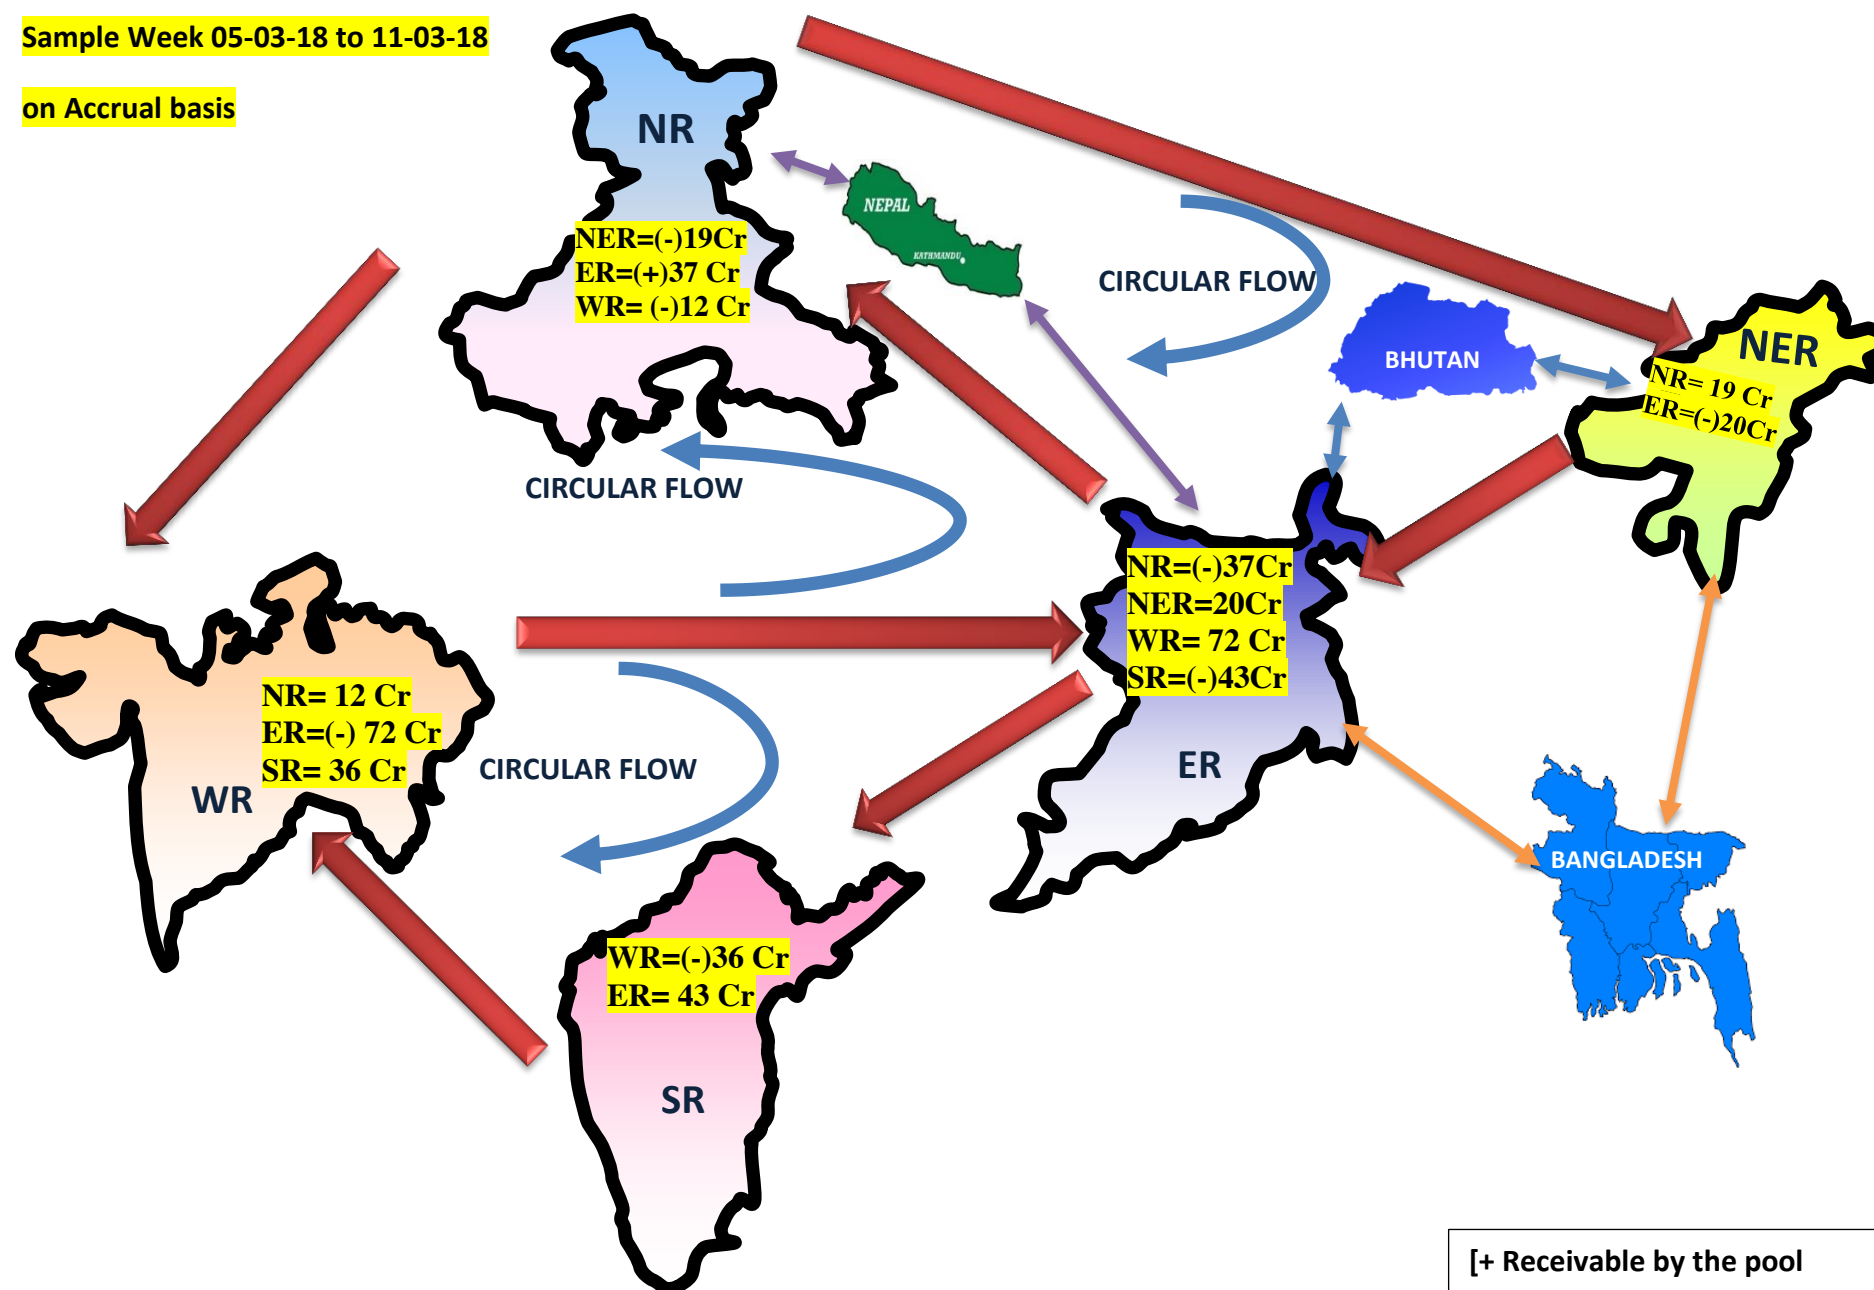 Sample Week 05-03-18 to 11-03-18
on Accrual basis
NR
NER=(-)19Cr
ER=(+)37 Cr
WR= (-)12 Cr
NEPAL
KATHMANDU
CIRCULAR FLOW
BHUTAN
NER
NR= 19 Cr
ER=(-)20Cr
CIRCULAR FLOW
NR=(-)37Cr
NER=20Cr
WR= 72 Cr
SR=(-)43Cr
ER
NR= 12 Cr
ER=(-) 72 Cr
SR= 36 Cr
WR
CIRCULAR FLOW
BANGLADESH
WR=(-)36 Cr
ER= 43 Cr
SR
[+ Receivable by the pool